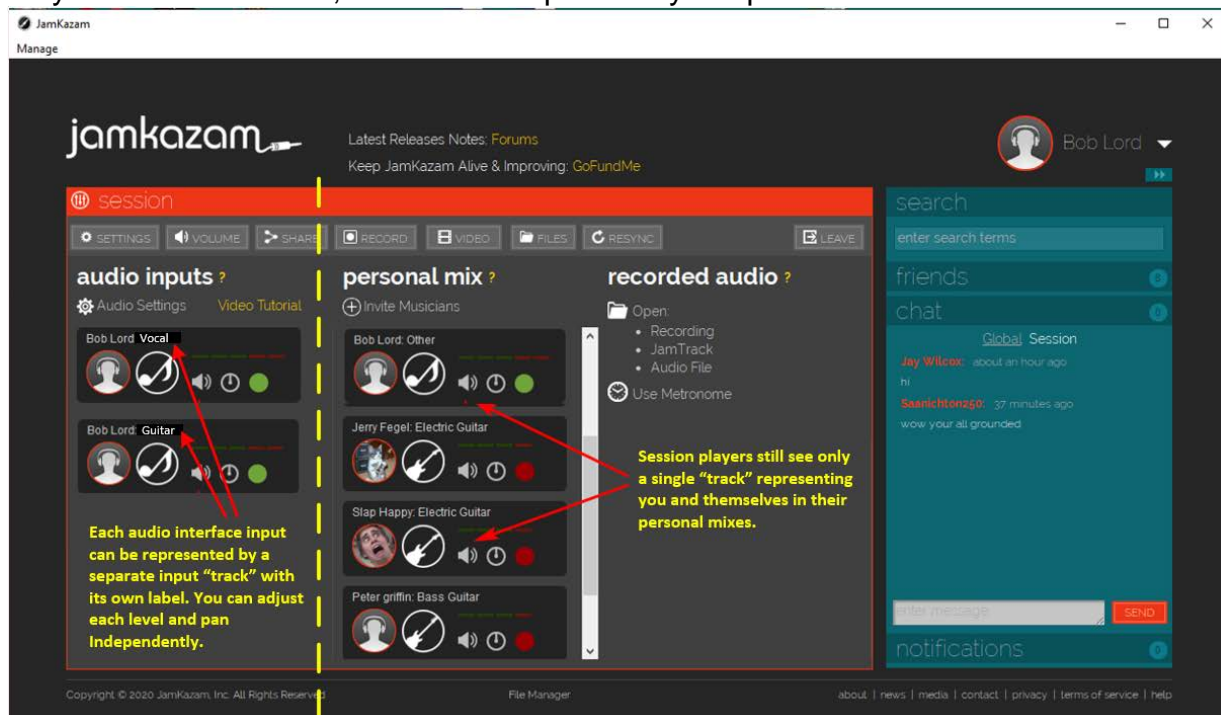 JamKazam
Manage
jamkazam
Latest Releases Notes: Forums
Keep JamKazam Alive & Improving: GoFundMe
Bob Lord
session
SETTINGS VOLUME SHARE RECORD VIDEO FILES RESYNC LEAVE
audio inputs ?
Audio Settings Video Tutorial
Bob Lord Vocal
Bob Lord: Guitar
Each audio interface input
can be represented by a
separate input “track” with
its own label. You can adjust
each level and pan
Independently.
personal mix ?
Invite Musicians
Bob Lord: Other
Jerry Fegel: Electric Guitar
Slap Happy: Electric Guitar
Peter griffin: Bass Guitar
recorded audio ?
Open:
• Recording
• JamTrack
• Audio File
Use Metronome
Session players still see only
a single “track” representing
you and themselves in their
personal mixes.
search
enter search terms
friends 0
chat 0
Global Session
Jay Wilcox: about an hour ago
hi
Saanichton250: 37 minutes ago
wow your all grounded
enter message
SEND
notifications 0
Copyright © 2020 JamKazam, Inc. All Rights Reserved
File Manager
about | news | media | contact | privacy | terms of service | help